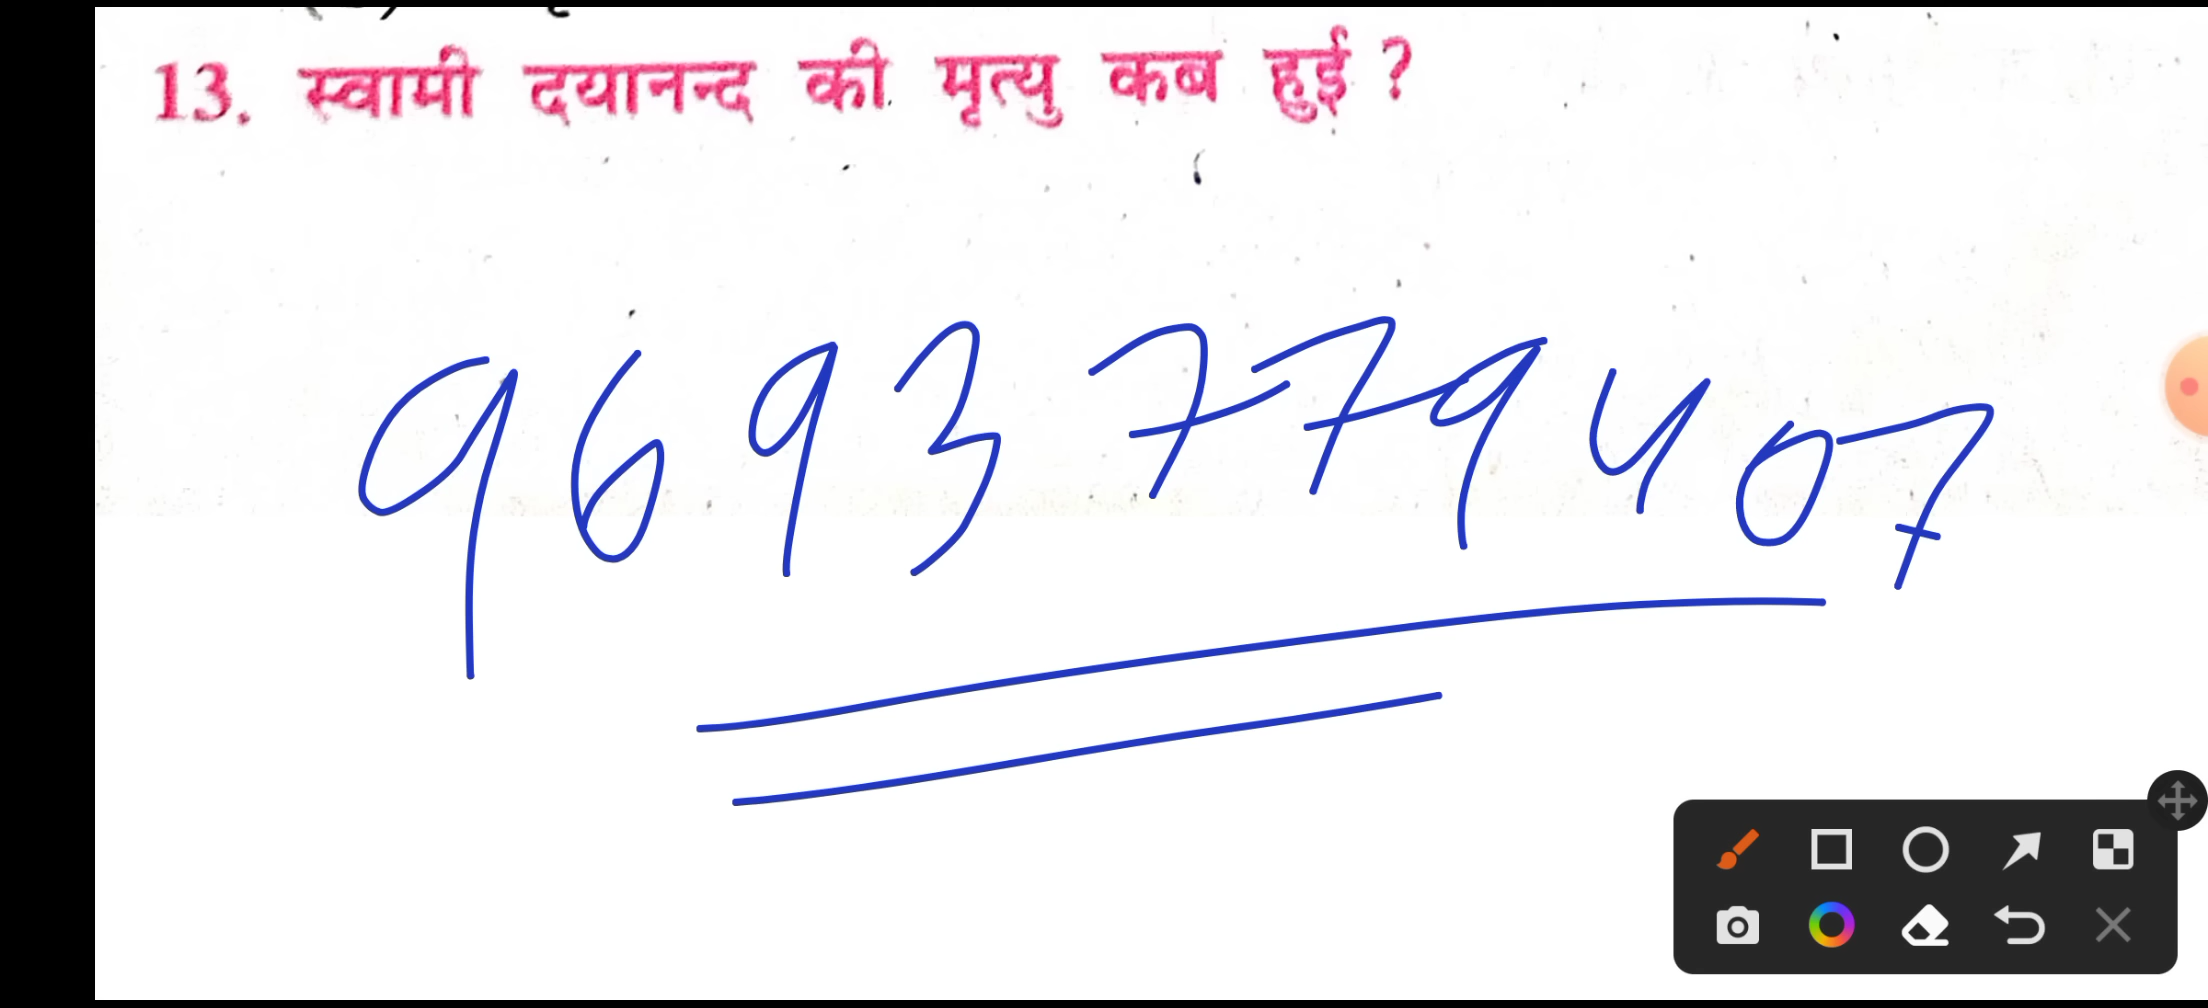 13. स्वामी दयानन्द की मृत्यु कब हुई ?
9693779407